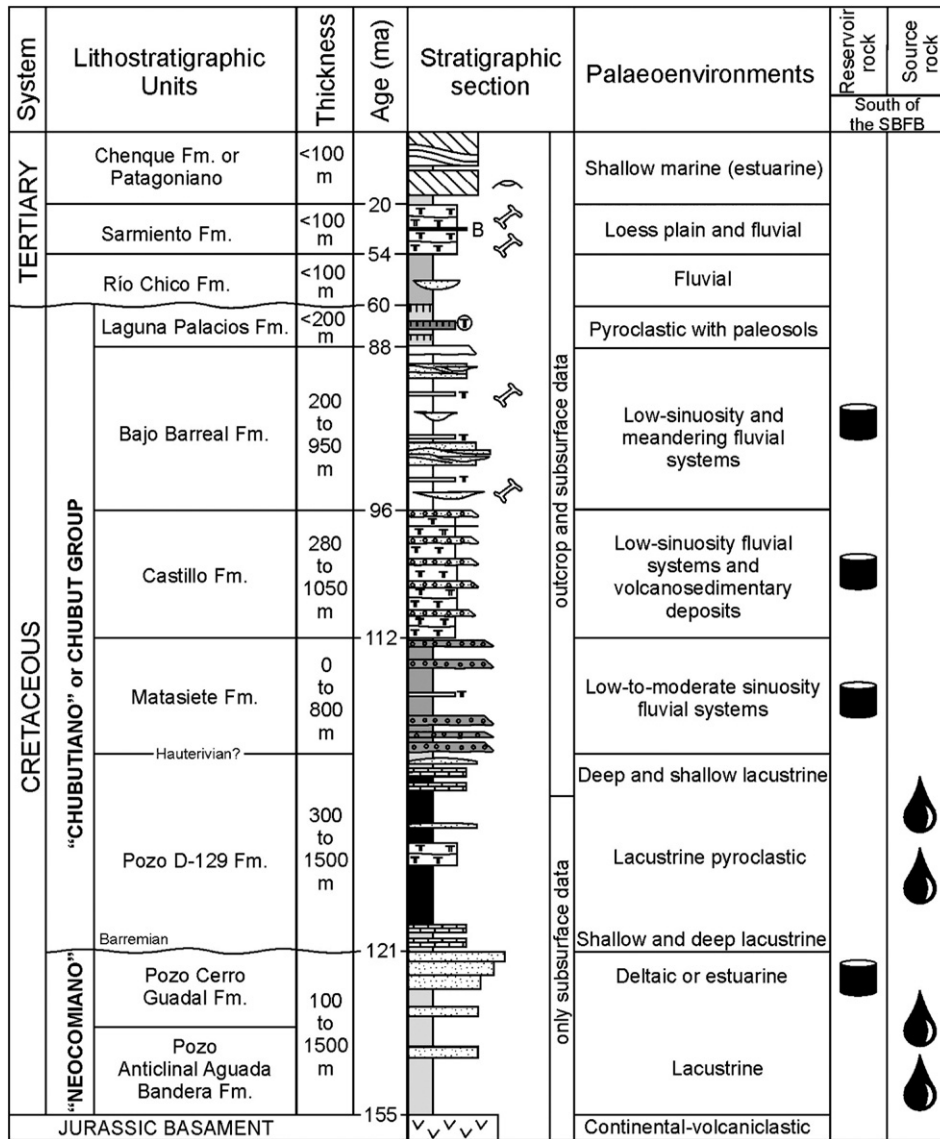 System
Lithostratigraphic
Units
Thickness
Age (ma)
Stratigraphic
section
Palaeoenvironments
Reservoir
rock
Source
rock
South of
the SBFB
TERTIARY
Chenque Fm. or
Patagoniano
<100
m
Shallow marine (estuarine)
20
Sarmiento Fm.
<100
m
B
Loess plain and fluvial
54
Río Chico Fm.
<100
m
Fluvial
60
CRETACEOUS
"CHUBUTIANO" or CHUBUT GROUP
Laguna Palacios Fm.
<200
m
T
Pyroclastic with paleosols
88
Bajo Barreal Fm.
200
to
950
m
Low-sinuosity and
meandering fluvial
systems
outcrop and subsurface data
96
Castillo Fm.
280
to
1050
m
Low-sinuosity fluvial
systems and
volcanosedimentary
deposits
112
Matasiete Fm.
0
to
800
m
Low-to-moderate sinuosity
fluvial systems
Hauterivian?
Pozo D-129 Fm.
300
to
1500
m
Deep and shallow lacustrine
Lacustrine pyroclastic
Shallow and deep lacustrine
only subsurface data
Barremian
121
"NEOCOMIANO"
Pozo Cerro
Guadal Fm.
100
to
1500
m
Deltaic or estuarine
Pozo
Anticlinal Aguada
Bandera Fm.
Lacustrine
155
JURASSIC BASAMENT
Continental-volcaniclastic